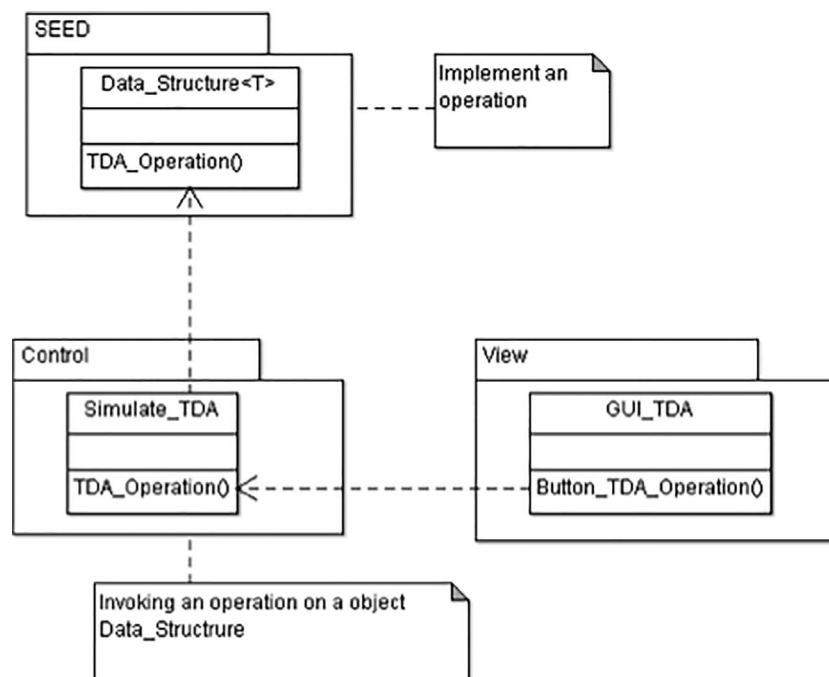 SEED
Data_Structure<T>
TDA_Operation()
Implement an
operation
Control
Simulate_TDA
TDA_Operation()
View
GUI_TDA
Button_TDA_Operation()
Invoking an operation on a object
Data_Structrure